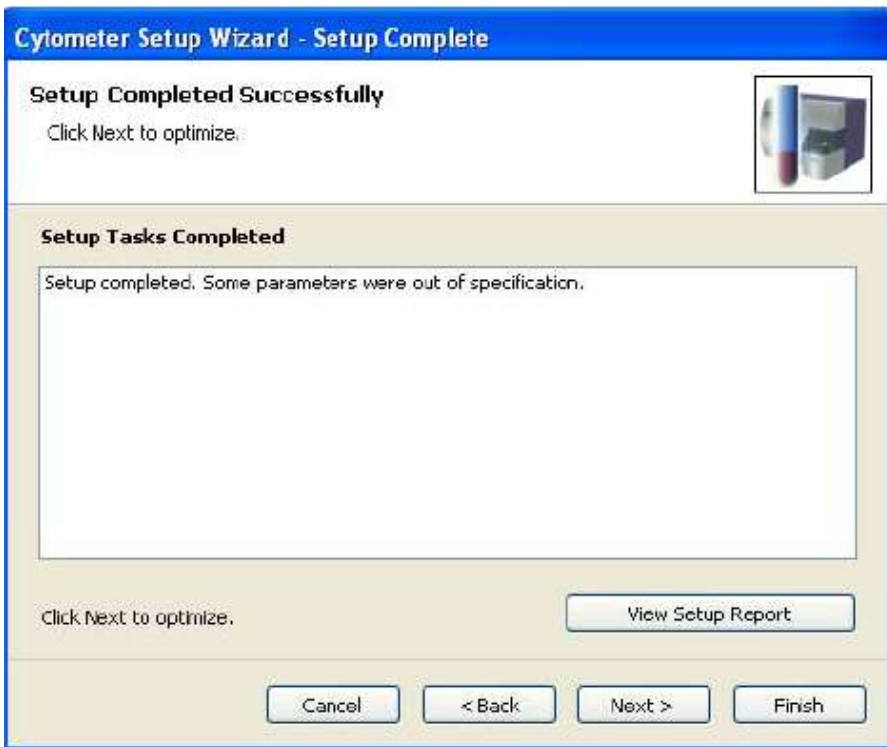 Cytometer Setup Wizard - Setup Complete
Setup Completed Successfully
Click Next to optimize.
Setup Tasks Completed
Setup completed. Some parameters were out of specification.
Click Next to optimize.
View Setup Report
Cancel
< Back
Next >
Finish